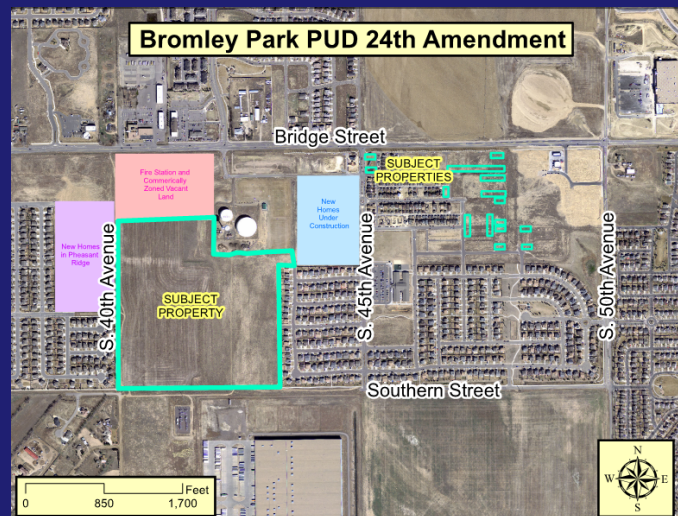 Bromley Park PUD 24th Amendment
Bridge Street
Fire Station and
Commerically
Zoned Vacant
Land
SUBJECT
PROPERTIES
New
Homes
Under
Construction
New Homes
in Pheasant
Ridge
S. 40th Avenue
SUBJECT
PROPERTY
S. 45th Avenue
S. 50th Avenue
Southern Street
Feet
0 850 1,700
N
W E
S